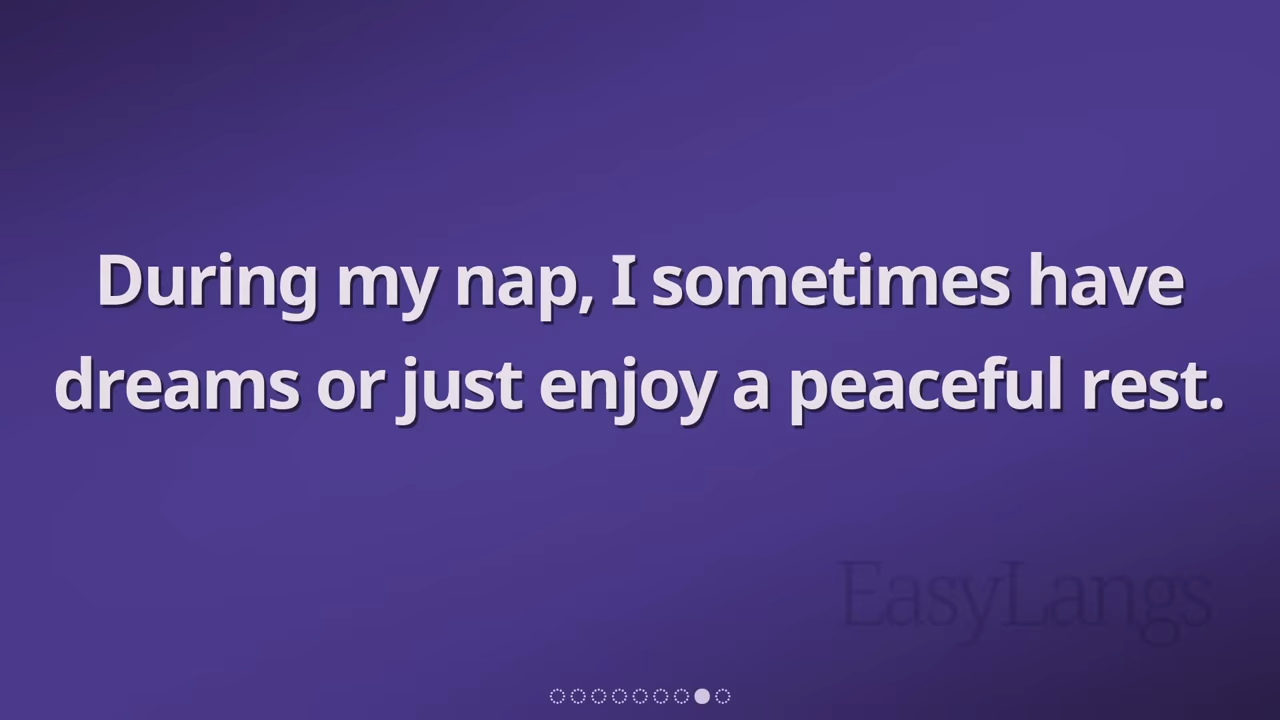 During my nap, I sometimes have
dreams or just enjoy a peaceful rest.
EasyLangs